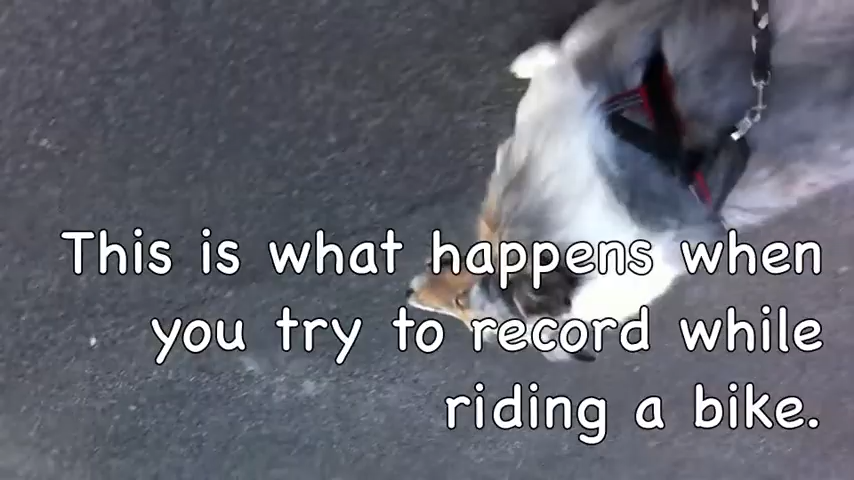 This is what happens when
you try to record while
riding a bike.